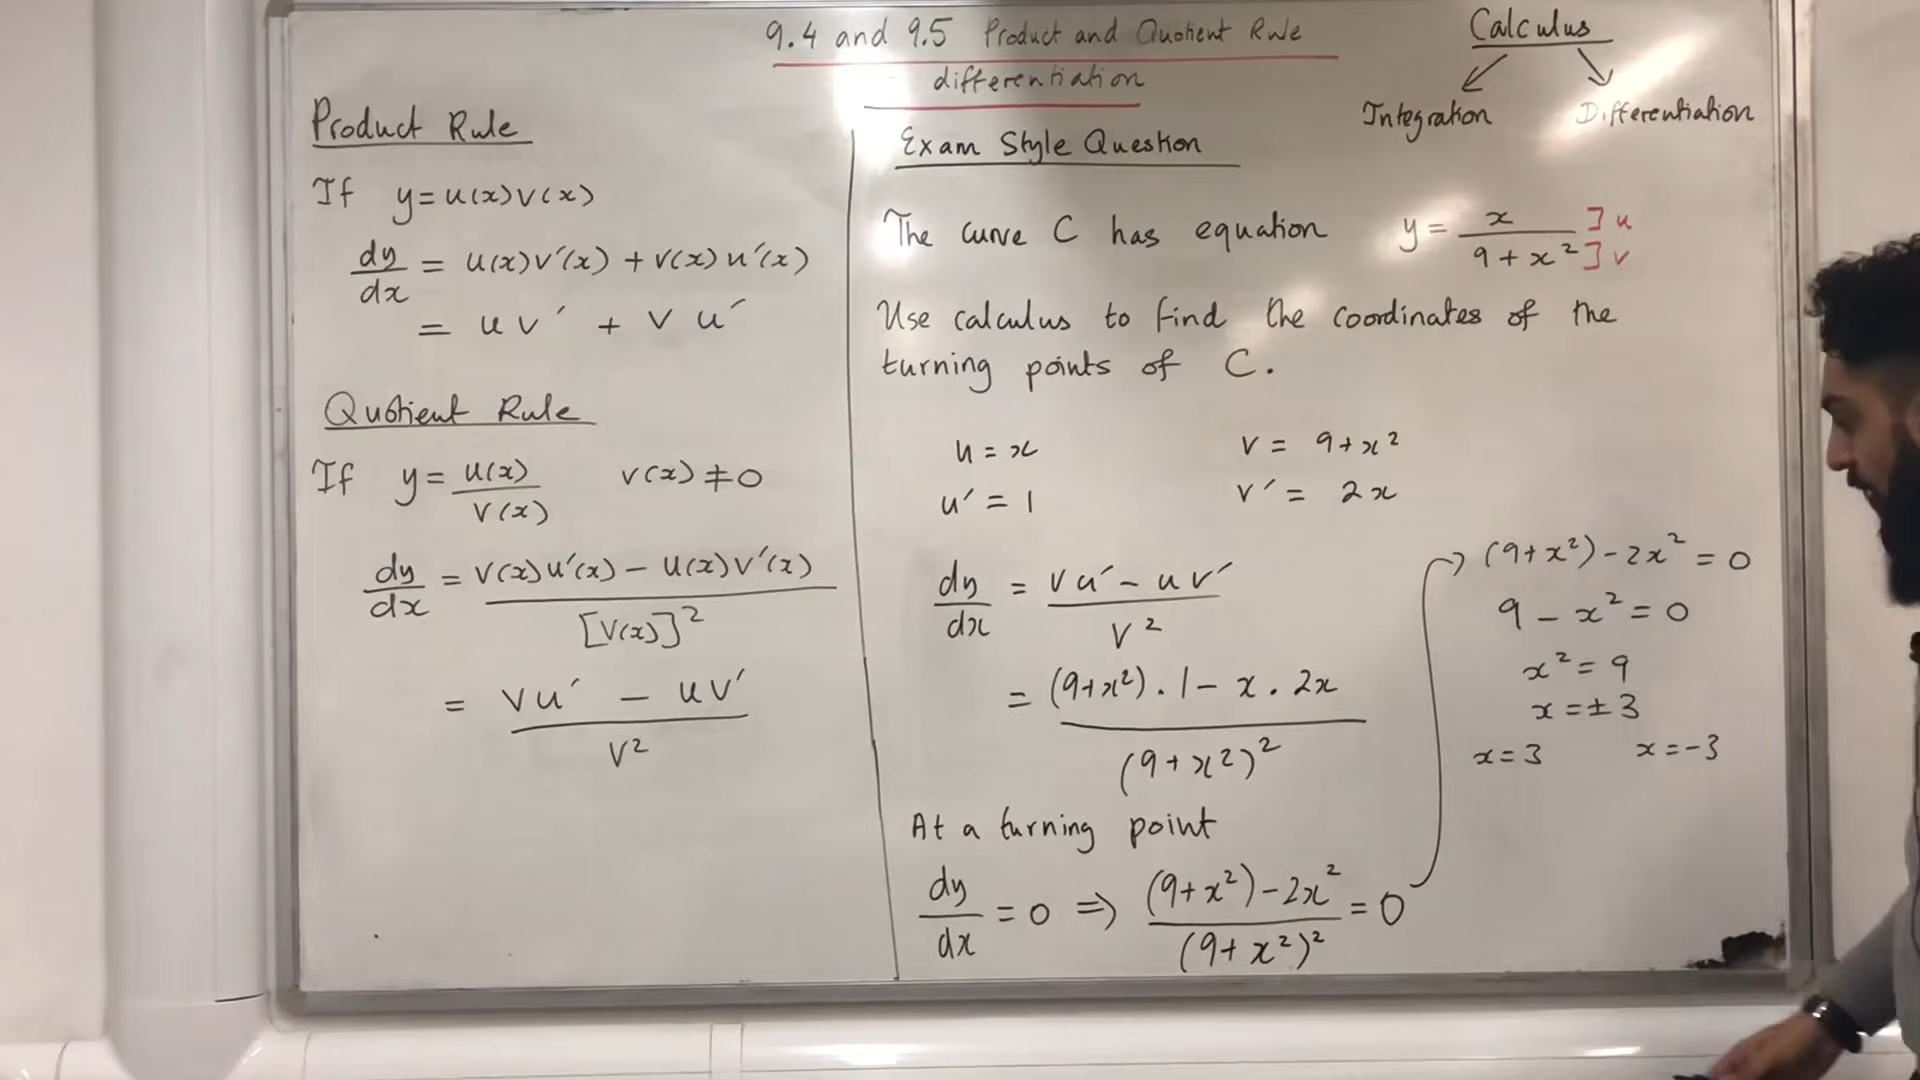 9.4 and 9.5 Product and Quotient Rule
differentiation
Calculus
Integration Differentiation
Product Rule
If y = u(x)v(x)
dy/dx = u(x)v′(x) + v(x)u′(x)
= uv′ + vu′
Quotient Rule
If y = u(x)/v(x) v(x) ≠ 0
dy/dx = v(x)u′(x) − u(x)v′(x) / [v(x)]²
= vu′ − uv′ / v²
Exam Style Question
The curve C has equation y = x / 9 + x² ] u ] v
Use calculus to find the coordinates of the
turning points of C.
u = x v = 9 + x²
u′ = 1 v′ = 2x
dy/dx = vu′ − uv′ / v²
= (9+x²) . 1 − x . 2x / (9+x²)²
At a turning point
dy/dx = 0 ⇒ (9+x²) − 2x² / (9+x²)² = 0
(9+x²) − 2x² = 0
9 − x² = 0
x² = 9
x = ± 3
x = 3 x = −3